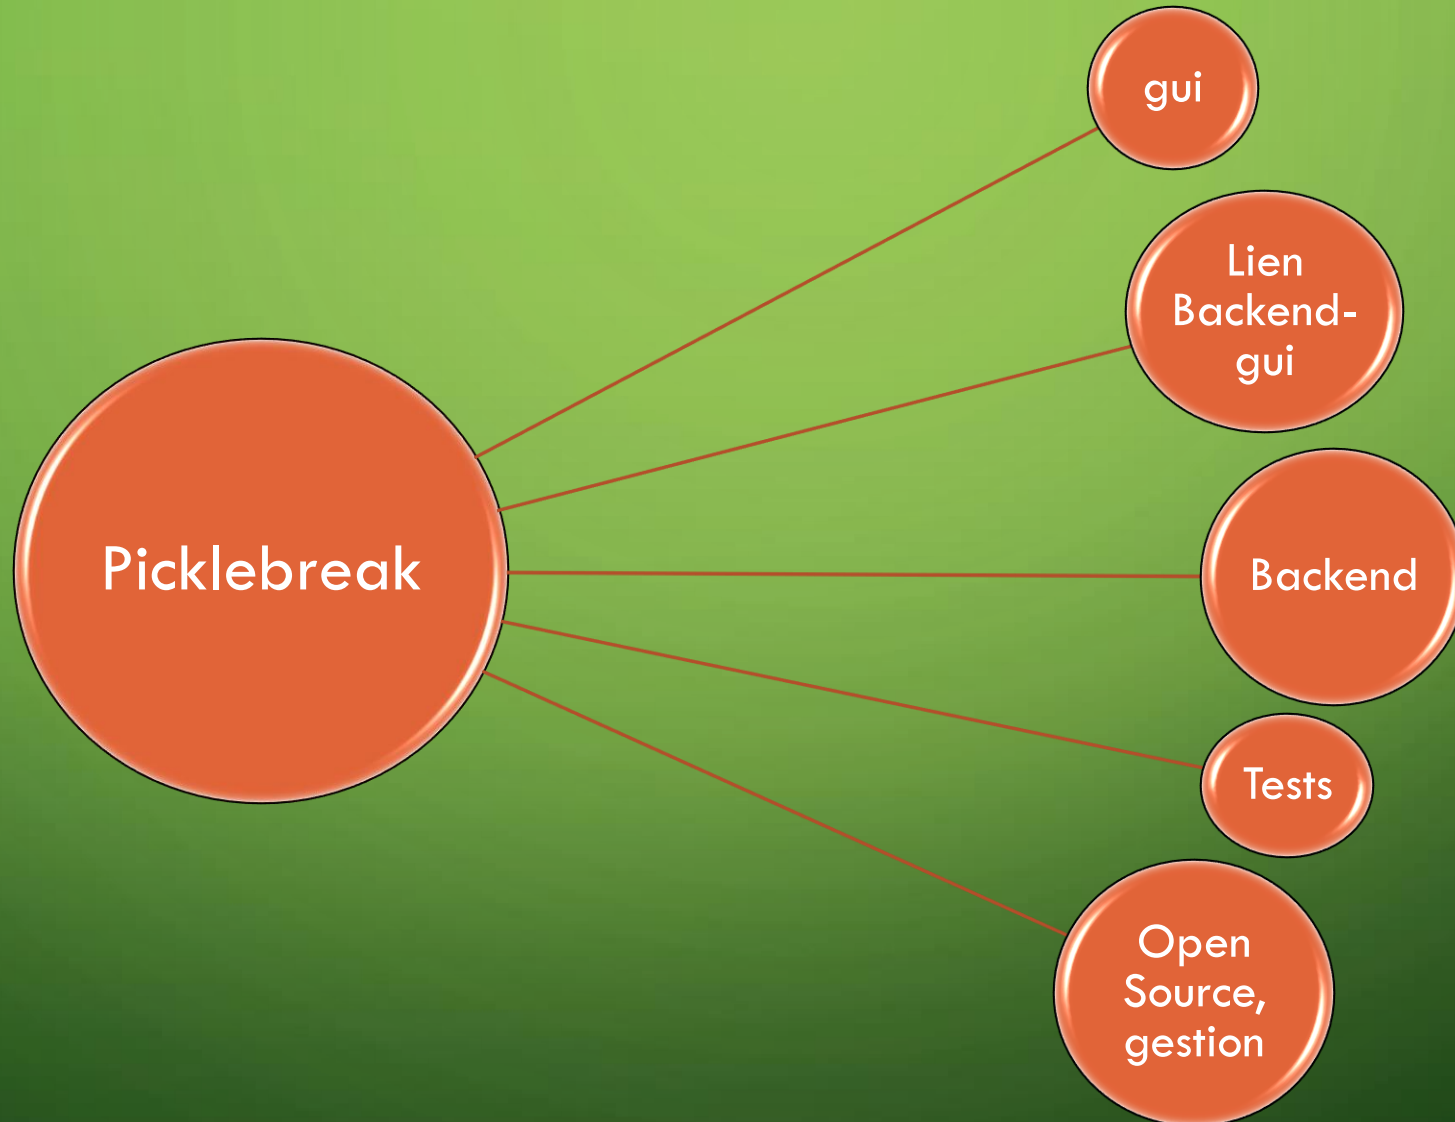 Picklebreak
gui
Lien
Backend-
gui
Backend
Tests
Open
Source,
gestion